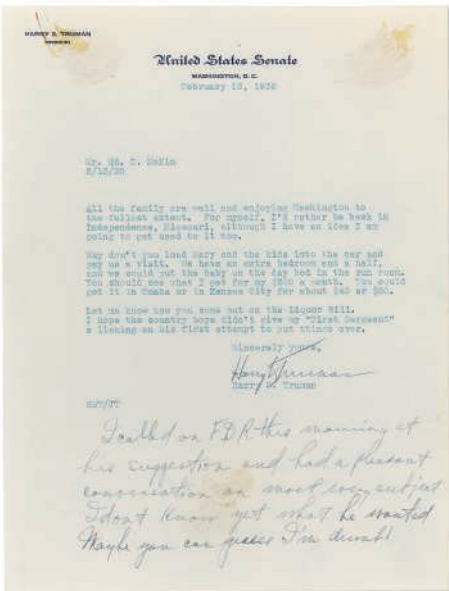 HARRY S. TRUMAN
MISSOURI
United States Senate
WASHINGTON, D.C.
February 13, 1935
Mr. Ed. D. McKim
2/13/35
All the family are well and enjoying Washington to
the fullest extent. For myself, I'd rather be back in
Independence, Missouri, although I have an idea I am
going to get used to it too.
Why don't you load Mary and the kids into the car and
pay us a visit. We have an extra bedroom and a half,
and we could put the baby on the day bed in the sun room.
You should see what I get for my a month. You could
get it in Omaha or in Kansas City for about $40 or $50.
Let us know how you come out on the Liquor Bill.
I hope the country boys didn't give my "First Sergeant"
a licking on his first attempt to put things over.
Sincerely yours,
Harry S. Truman
Harry S. Truman
HST/
I called on FDR this morning at
his suggestion and had a pleasant
conversation on most every subject
I dont know yet what he wanted
Maybe you can guess I'm dumb!